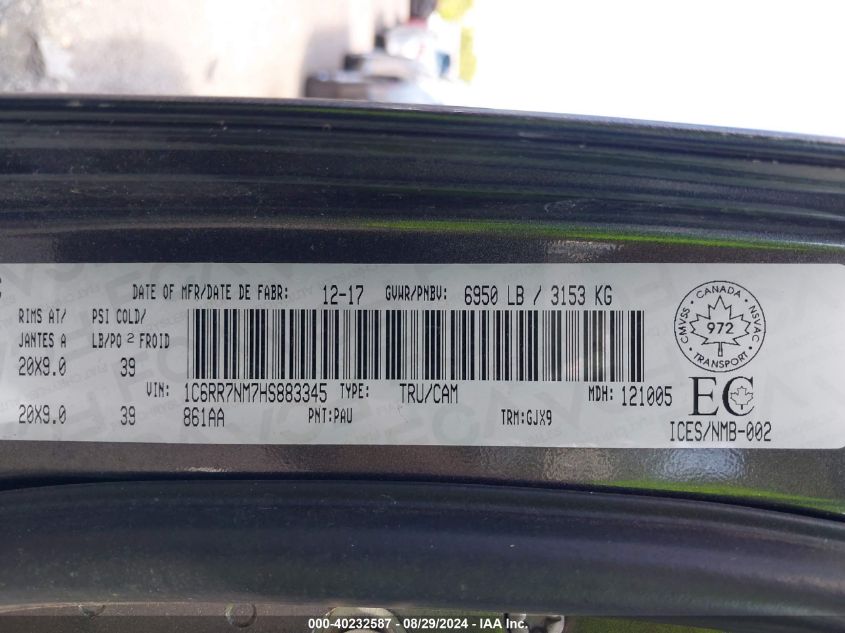 DATE OF MFR/DATE DE FABR: 12-17 GVWR/PNBV: 6950 LB / 3153 KG
RIMS AT/ PSI COLD/
JANTES A LB/PO 2 FROID
20X9.0 39
VIN: 1C6RR7NM7HS883345 TYPE: TRU/CAM MDH: 121005
20X9.0 39 861AA PNT:PAU TRM:GJX9
CANADA
CMVSS NSVAC
972
TRANSPORT
EC
ICES/NMB-002
000-40232587 - 08/29/2024 - IAA Inc.